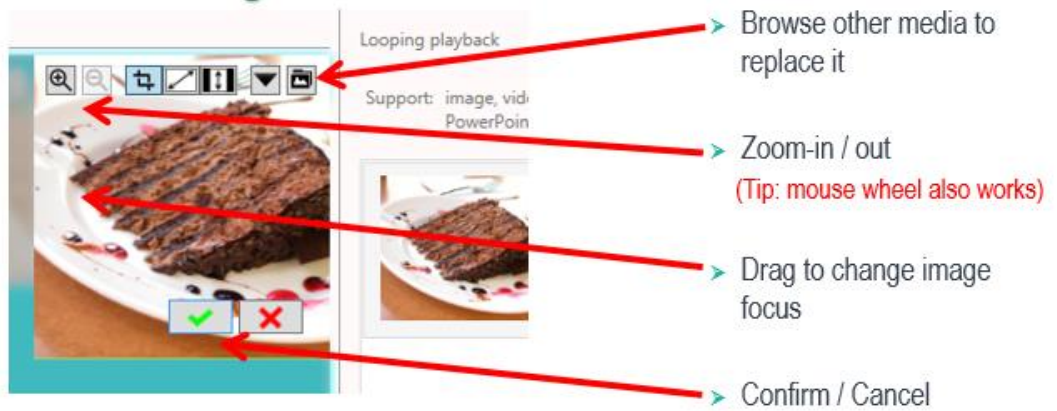 Looping playback
Support: image, vide
PowerPoin
Browse other media to
replace it
Zoom-in / out
(Tip: mouse wheel also works)
Drag to change image
focus
Confirm / Cancel